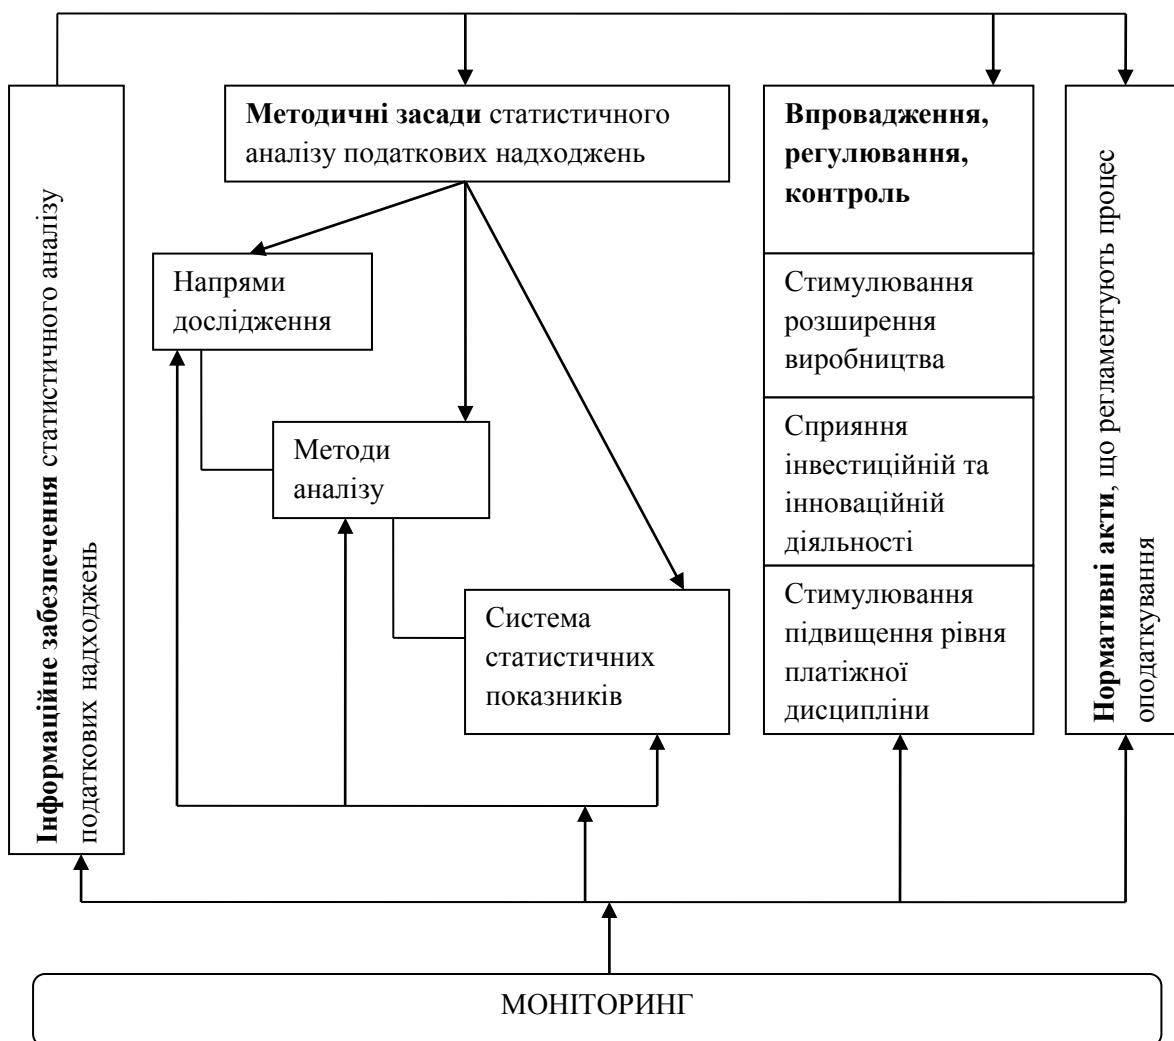 Інформаційне забезпечення статистичного аналізу
податкових надходжень
Методичні засади статистичного
аналізу податкових надходжень
Напрями
дослідження
Методи
аналізу
Система
статистичних
показників
Впровадження,
регулювання,
контроль
Стимулювання
розширення
виробництва
Сприяння
інвестиційній та
інноваційній
діяльності
Стимулювання
підвищення рівня
платіжної
дисципліни
Нормативні акти, що регламентують процес
оподаткування
МОНІТОРИНГ